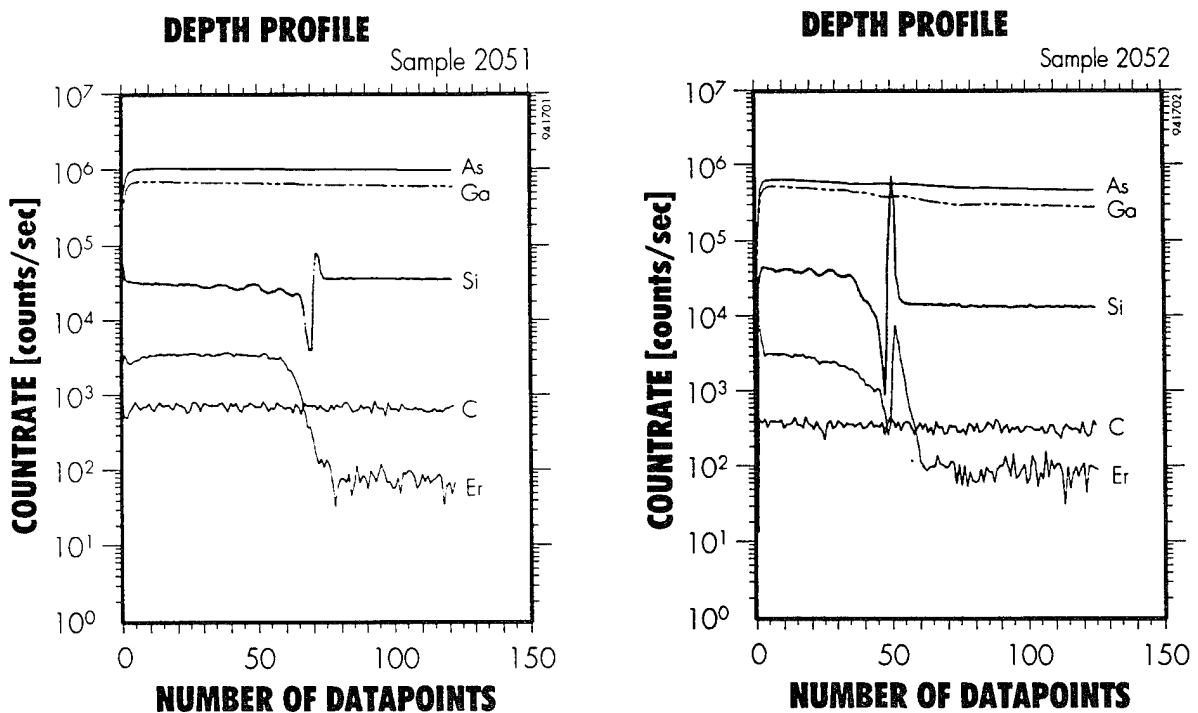 DEPTH PROFILE
Sample 2051
941701
10⁷
10⁶
10⁵
10⁴
10³
10²
10¹
10⁰
As
Ga
Si
C
Er
COUNTRATE [counts/sec]
0 50 100 150
NUMBER OF DATAPOINTS
DEPTH PROFILE
Sample 2052
941702
10⁷
10⁶
10⁵
10⁴
10³
10²
10¹
10⁰
As
Ga
Si
C
Er
COUNTRATE [counts/sec]
0 50 100 150
NUMBER OF DATAPOINTS